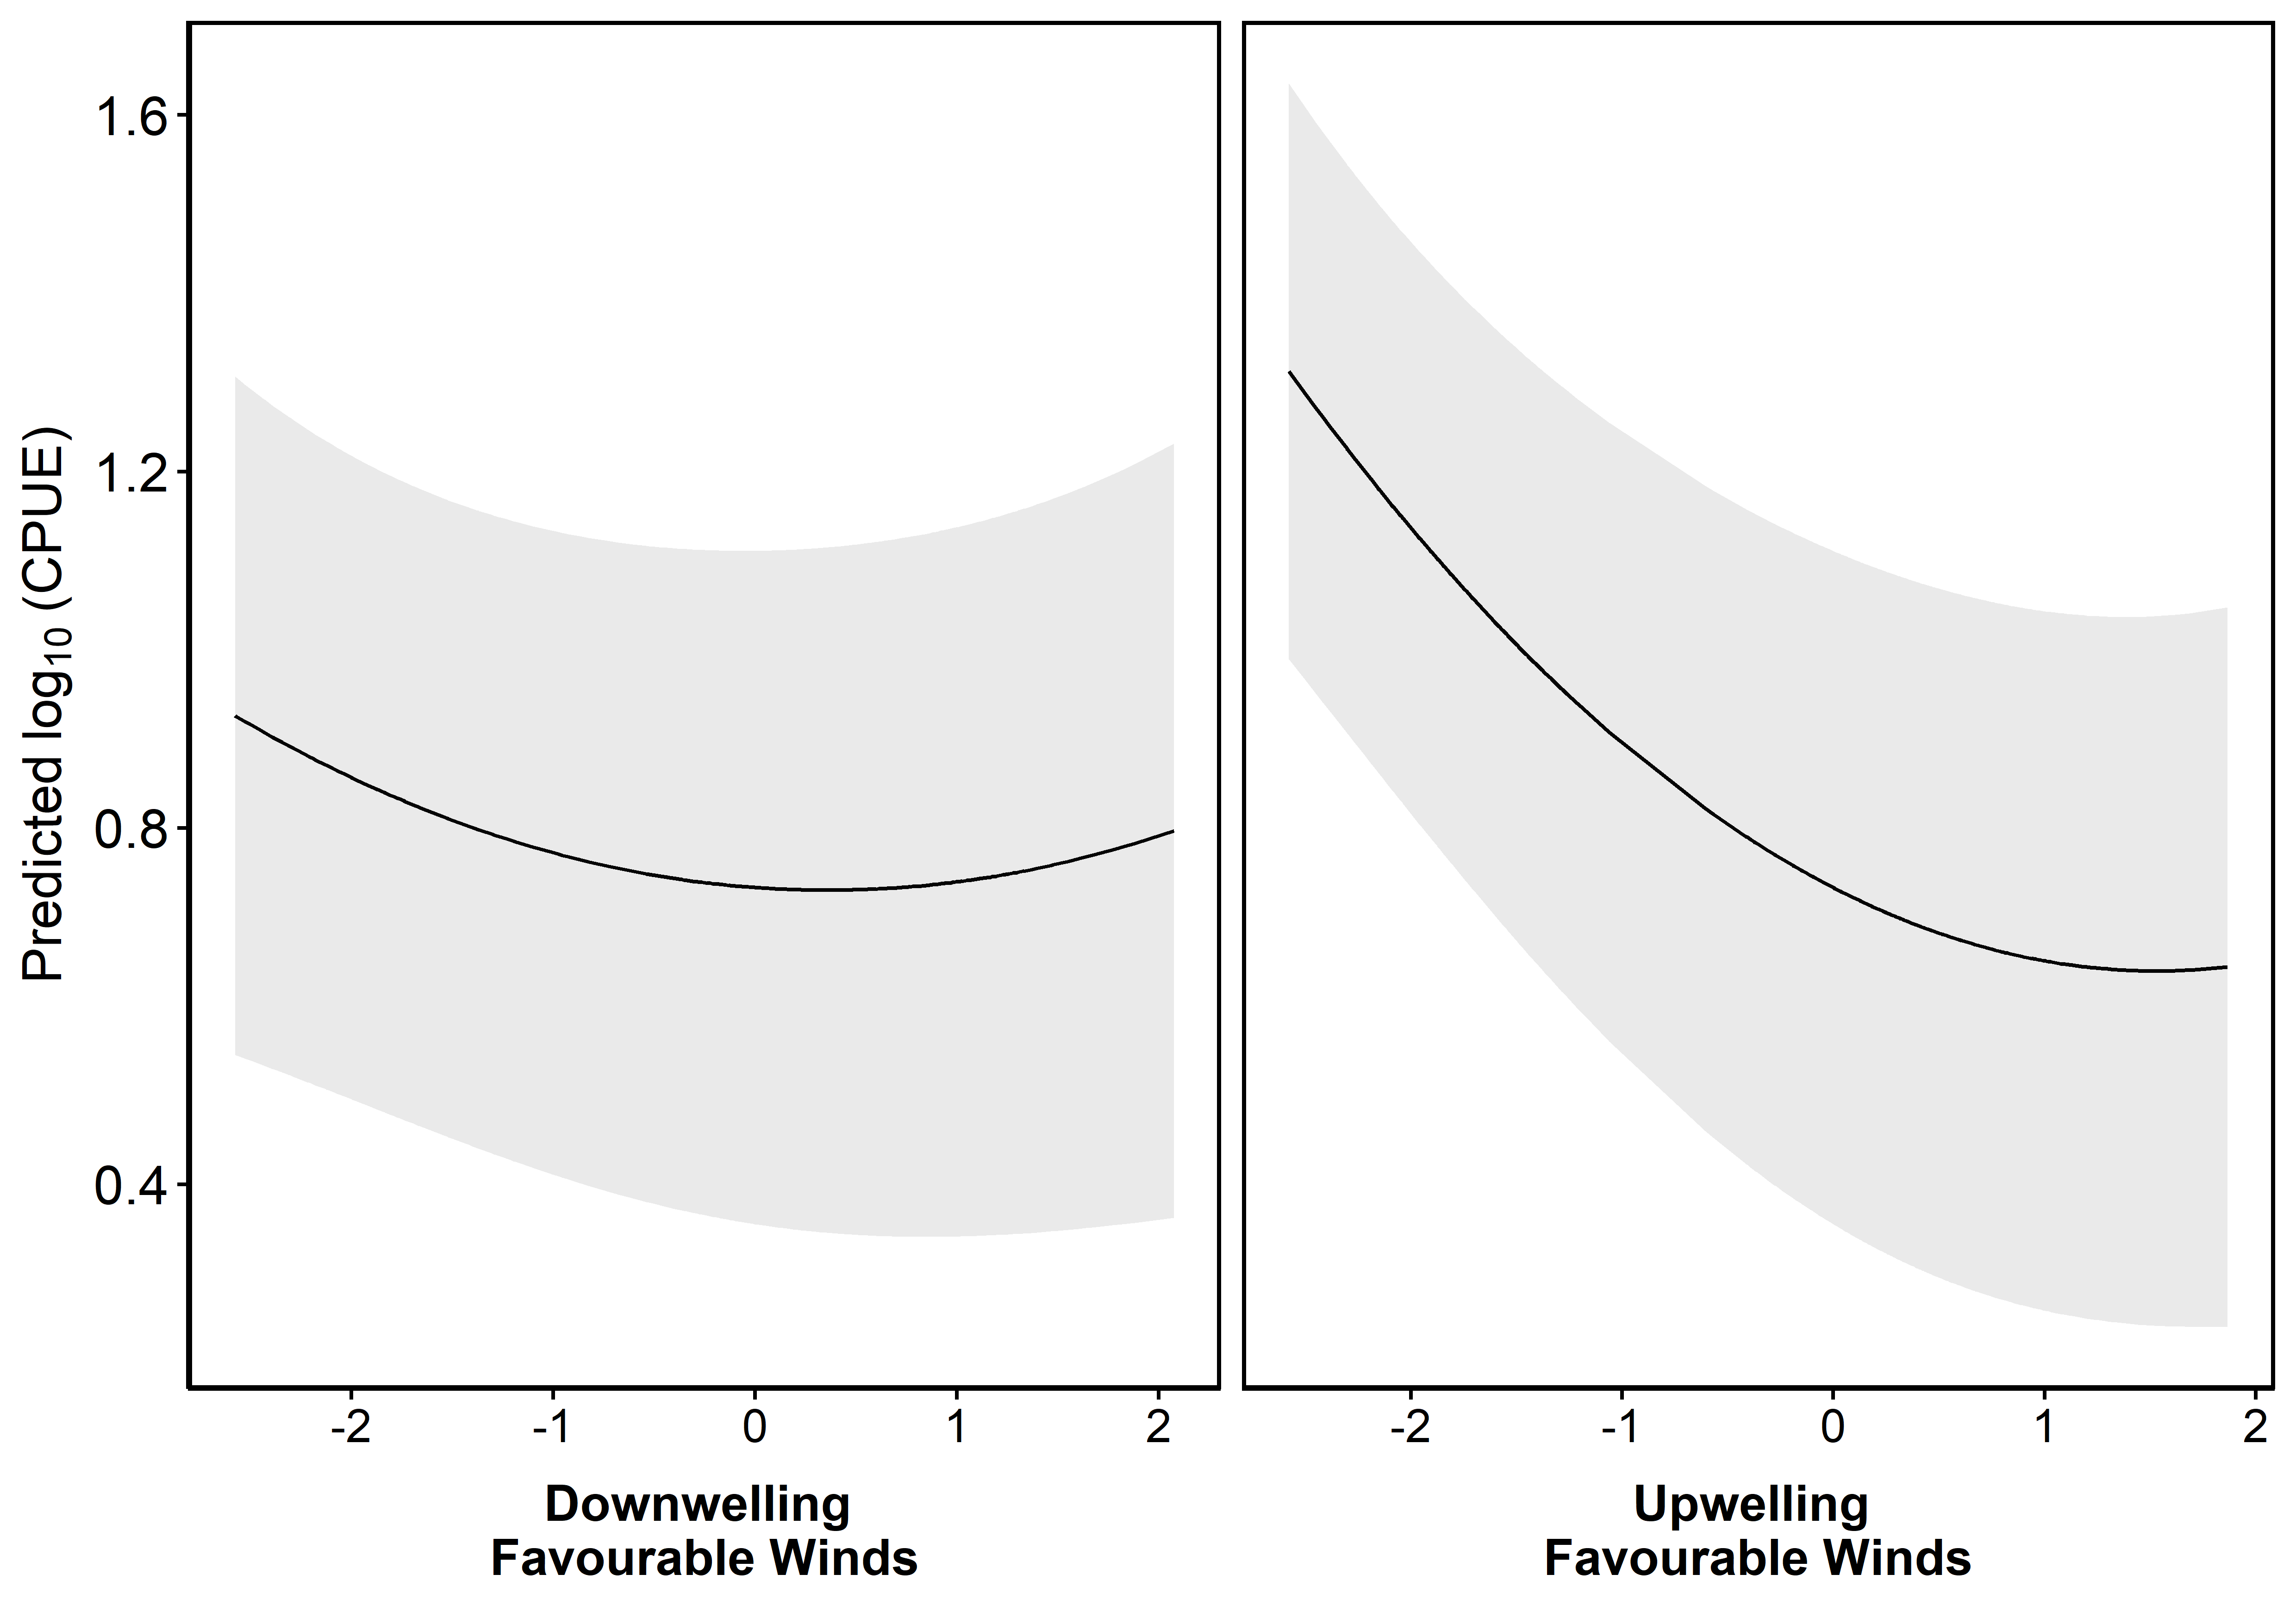 Predicted log₁₀ (CPUE)
1.6
1.2
0.8
0.4
-2 -1 0 1 2
-2 -1 0 1 2
Downwelling
Favourable Winds
Upwelling
Favourable Winds